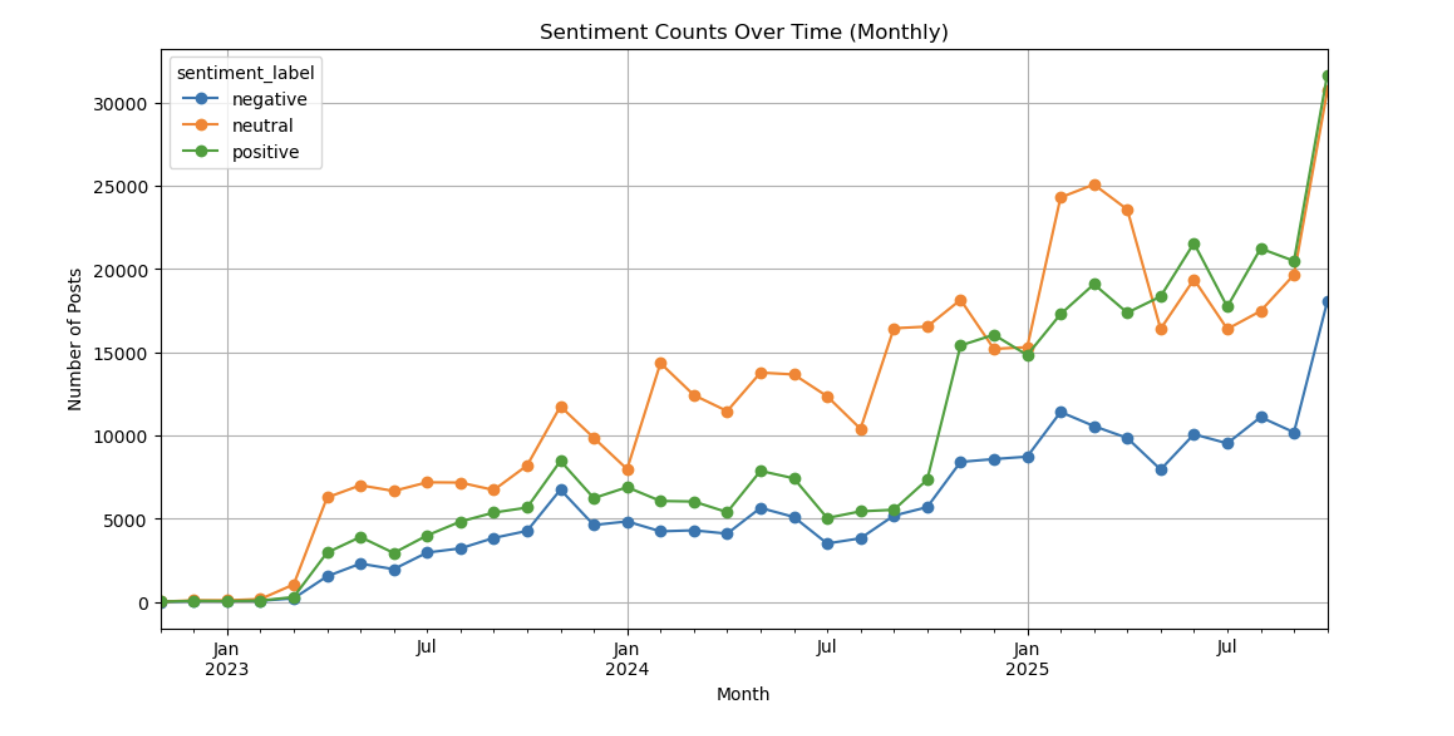 Sentiment Counts Over Time (Monthly)
sentiment_label
negative
neutral
positive
Number of Posts
30000
25000
20000
15000
10000
5000
0
Jan
2023
Jul
Jan
2024
Jul
Jan
2025
Jul
Month